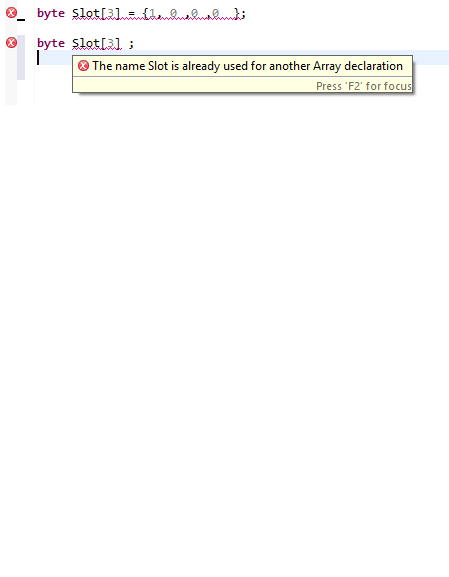 byte Slot[3] = {1, 0 ,0 ,0  };
byte Slot[3] ;
The name Slot is already used for another Array declaration
Press 'F2' for focus